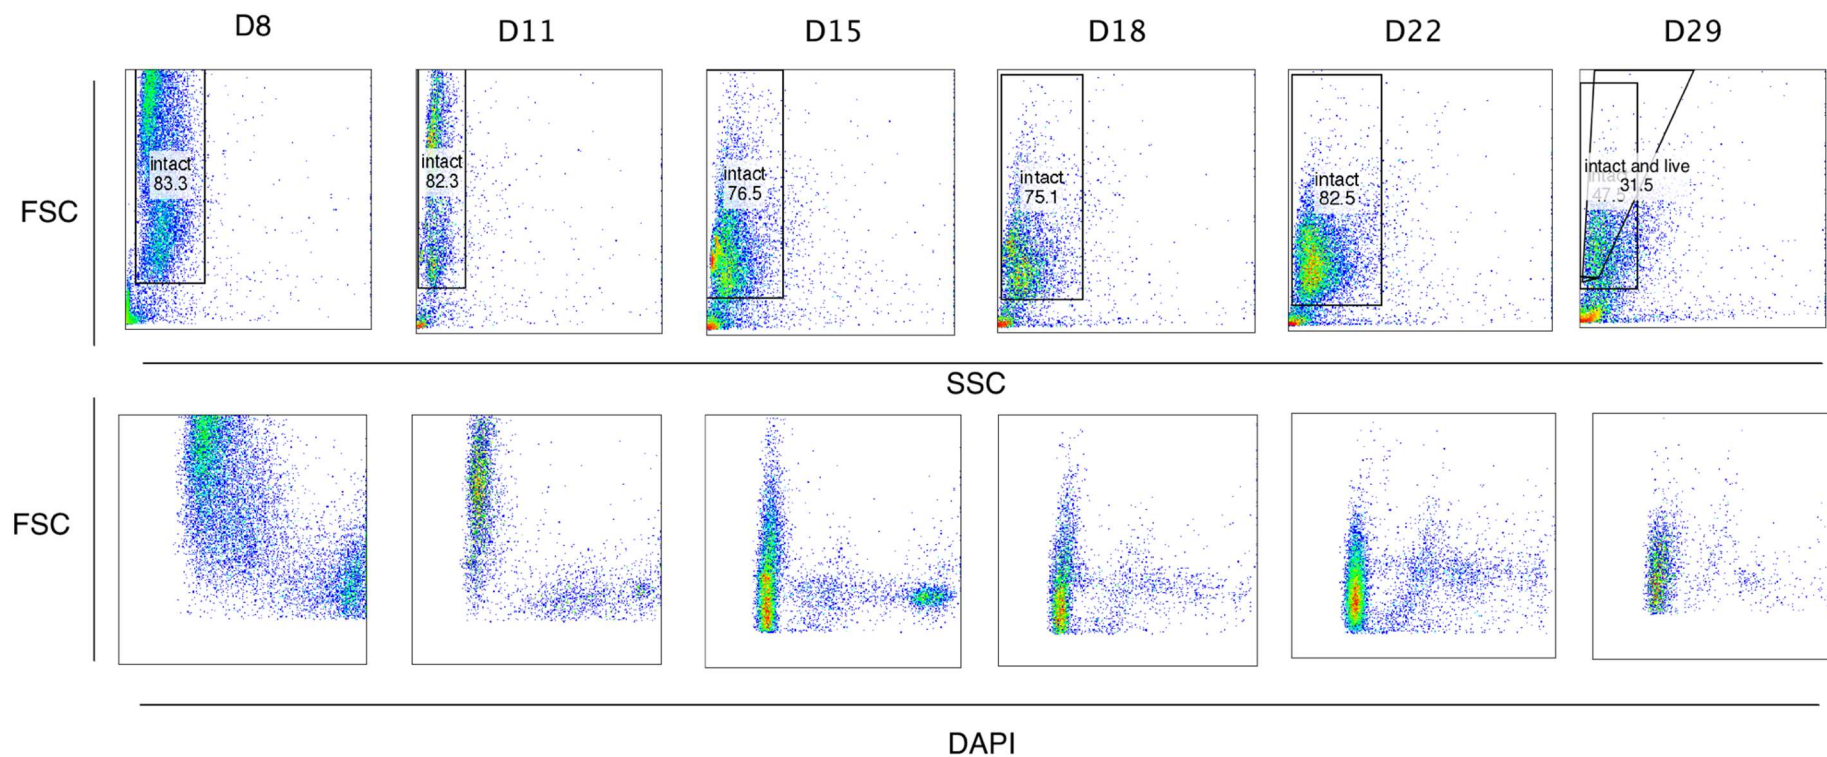 D8
D11
D15
D18
D22
D29
FSC
intact
83.3
intact
82.3
intact
76.5
intact
75.1
intact
82.5
intact and live
31.5
SSC
FSC
DAPI